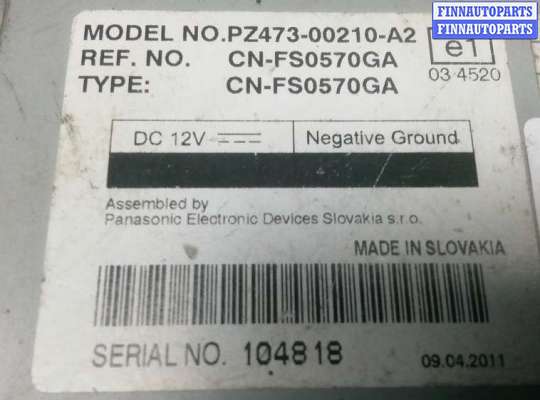 FINNAUTOPARTS
FINNAUTOPARTS
MODEL NO.PZ473-00210-A2
REF. NO. CN-FS0570GA
TYPE: CN-FS0570GA
e1
03 4520
DC 12V Negative Ground
Assembled by
Panasonic Electronic Devices Slovakia s.r.o.
MADE IN SLOVAKIA
SERIAL NO. 104818
09.04.2011